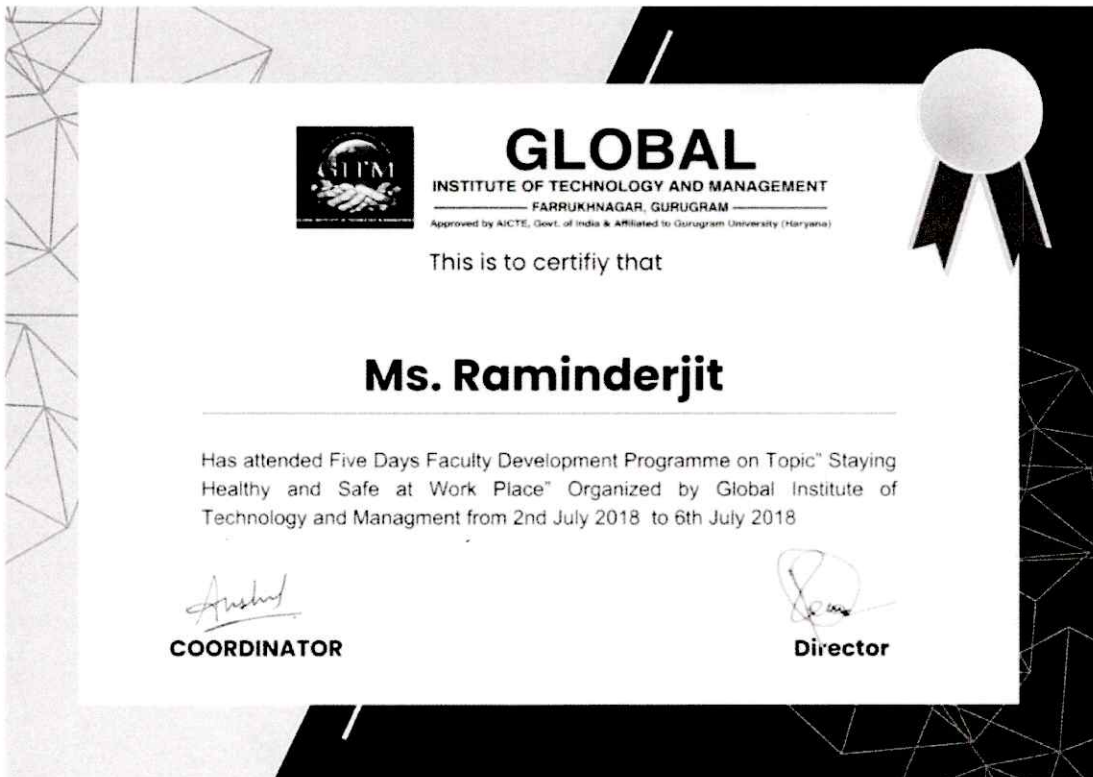 GITM
GLOBAL
INSTITUTE OF TECHNOLOGY AND MANAGEMENT
FARRUKHNAGAR, GURUGRAM
Approved by AICTE, Govt. of India & Affiliated to Gurugram University (Haryana)
This is to certifiy that
Ms. Raminderjit
Has attended Five Days Faculty Development Programme on Topic" Staying
Healthy and Safe at Work Place" Organized by Global Institute of
Technology and Managment from 2nd July 2018 to 6th July 2018
Anshul
COORDINATOR
Director